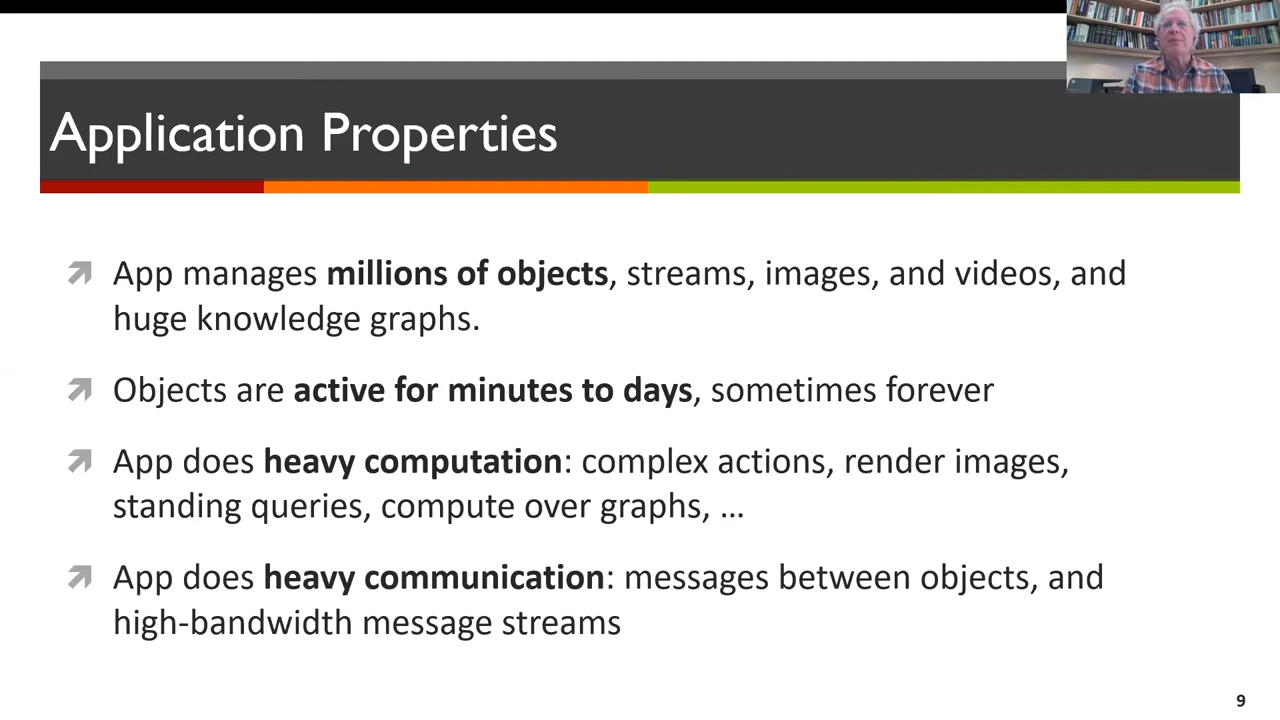 Application Properties
App manages millions of objects, streams, images, and videos, and
huge knowledge graphs.
Objects are active for minutes to days, sometimes forever
App does heavy computation: complex actions, render images,
standing queries, compute over graphs, …
App does heavy communication: messages between objects, and
high-bandwidth message streams
9